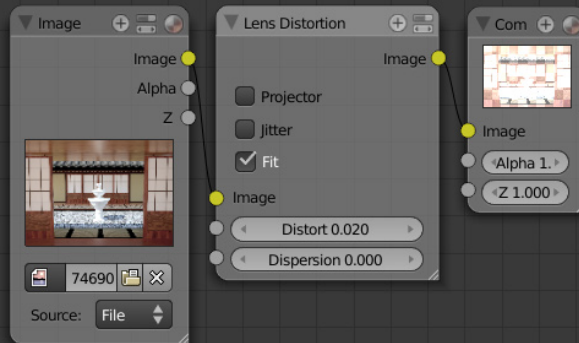 Image
Image
Alpha
Z
74690
Source: File
Lens Distortion
Image
Projector
Jitter
Fit
Image
Distort 0.020
Dispersion 0.000
Com
Image
Alpha 1.
Z 1.000